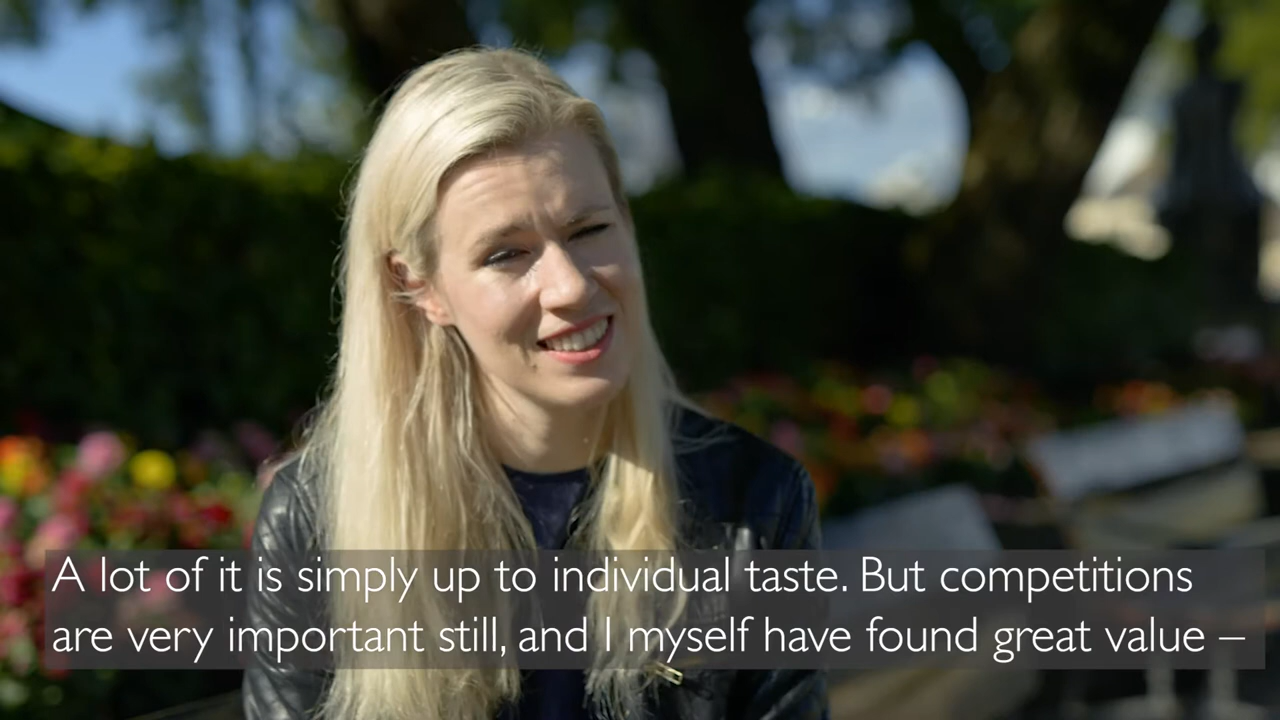 A lot of it is simply up to individual taste. But competitions
are very important still, and I myself have found great value –